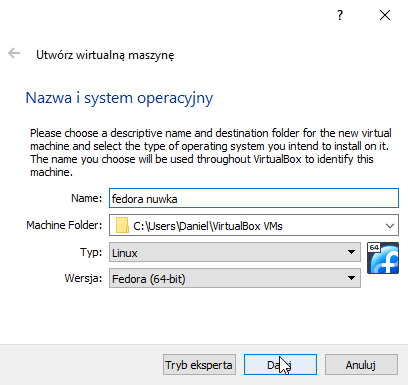 ?
Utwórz wirtualną maszynę
Nazwa i system operacyjny
Please choose a descriptive name and destination folder for the new virtual
machine and select the type of operating system you intend to install on it.
The name you choose will be used throughout VirtualBox to identify this
machine.
Name: fedora nuwka
Machine Folder: C:\Users\Daniel\VirtualBox VMs
Typ: Linux
64
Wersja: Fedora (64-bit)
Tryb eksperta Dalej Anuluj